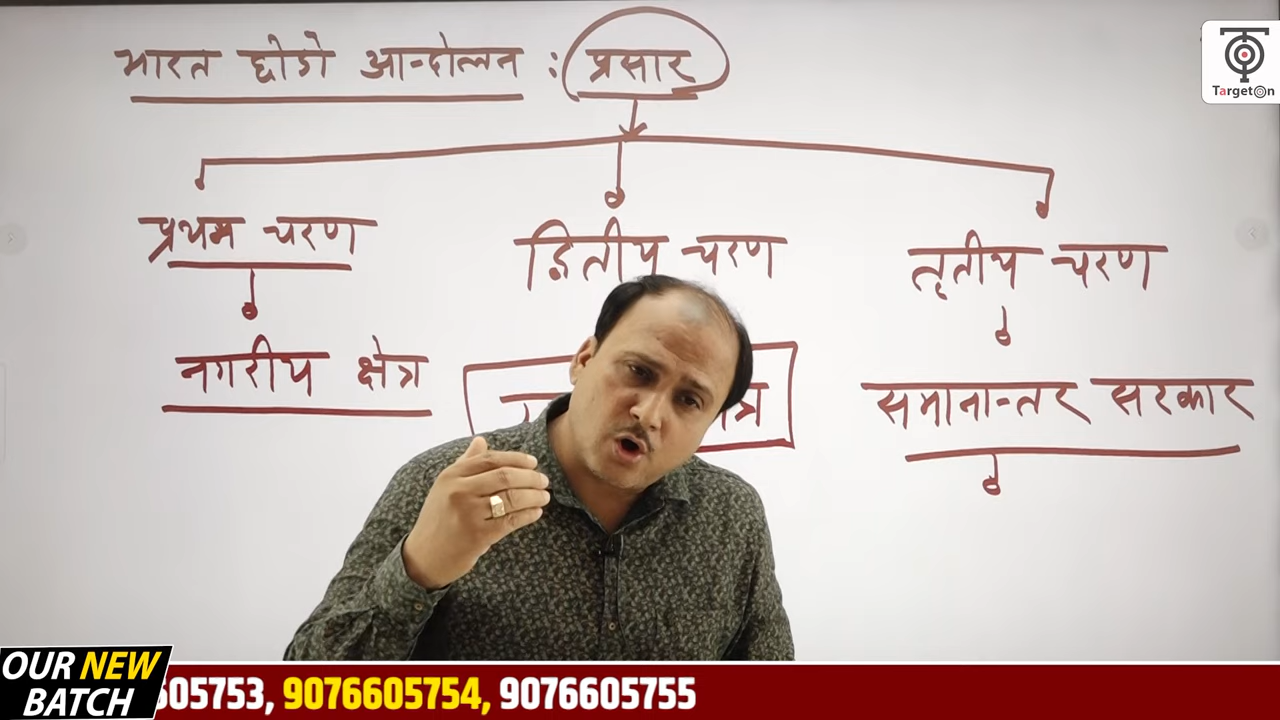 भारत छोड़ो आन्दोलन : प्रसार
TargetOn
प्रथम चरण
द्वितीय चरण
तृतीय चरण
नगरीय क्षेत्र
समानान्तर सरकार
OUR NEW
BATCH
605753, 9076605754, 9076605755